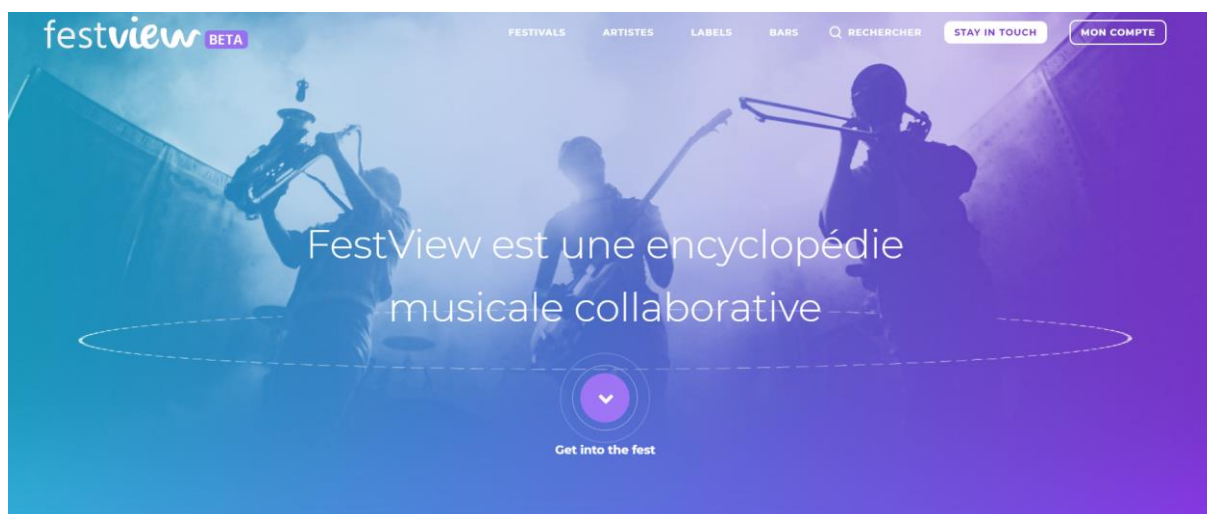 festview BETA
FESTIVALS ARTISTES LABELS BARS RECHERCHER STAY IN TOUCH MON COMPTE
FestView est une encyclopédie
musicale collaborative
Get into the fest